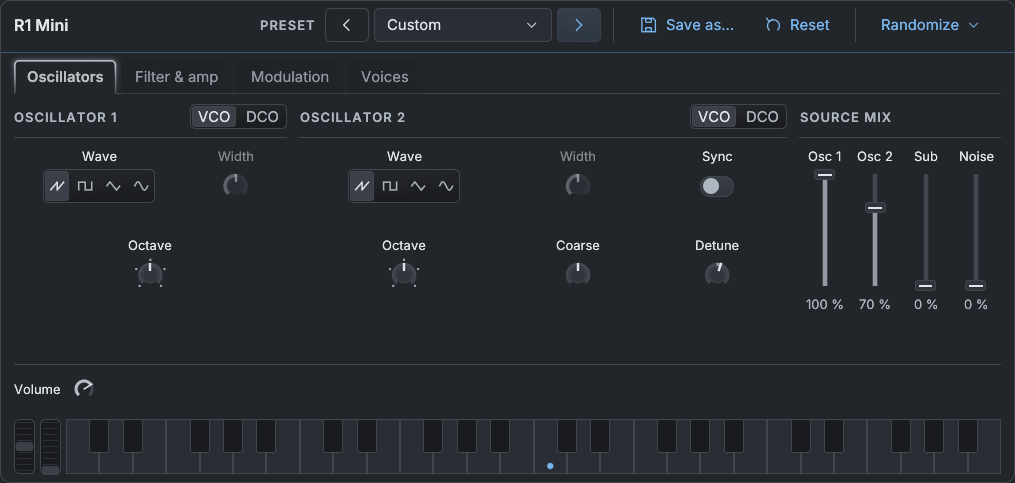 R1 Mini
PRESET
Custom
Save as...
Reset
Randomize
Oscillators
Filter & amp
Modulation
Voices
OSCILLATOR 1
VCO
DCO
OSCILLATOR 2
VCO
DCO
SOURCE MIX
Wave
Width
Wave
Width
Sync
Osc 1
Osc 2
Sub
Noise
Octave
Octave
Coarse
Detune
100 %
70 %
0 %
0 %
Volume